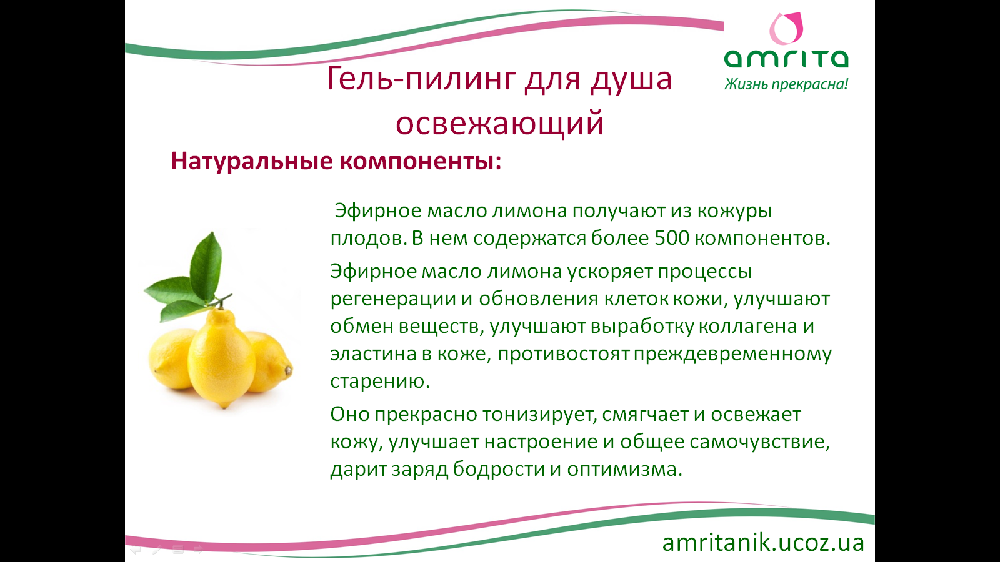 amrita
Жизнь прекрасна!
Гель-пилинг для душа
освежающий
Натуральные компоненты:
Эфирное масло лимона получают из кожуры
плодов. В нем содержатся более 500 компонентов.
Эфирное масло лимона ускоряет процессы
регенерации и обновления клеток кожи, улучшают
обмен веществ, улучшают выработку коллагена и
эластина в коже, противостоят преждевременному
старению.
Оно прекрасно тонизирует, смягчает и освежает
кожу, улучшает настроение и общее самочувствие,
дарит заряд бодрости и оптимизма.
amritanik.ucoz.ua